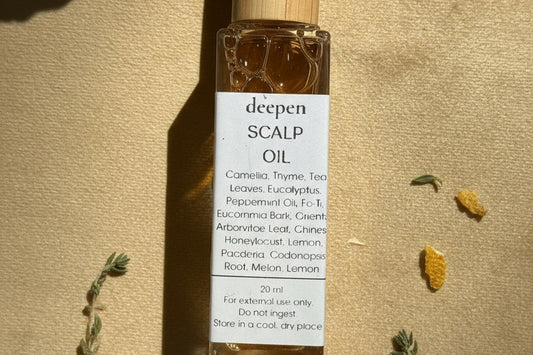 deepen
SCALP
OIL
Camellia, Thyme, Tea
Leaves, Eucalyptus,
Peppermint Oil, Fo-Ti,
Eucommia Bark, Orient
Arborvitoe Leaf, Chines
Honeylocust, Lemon,
Paederia, Codonopsis
Root, Melon, Lemon
20 ml
For external use only.
Do not ingest.
Store in a cool, dry place